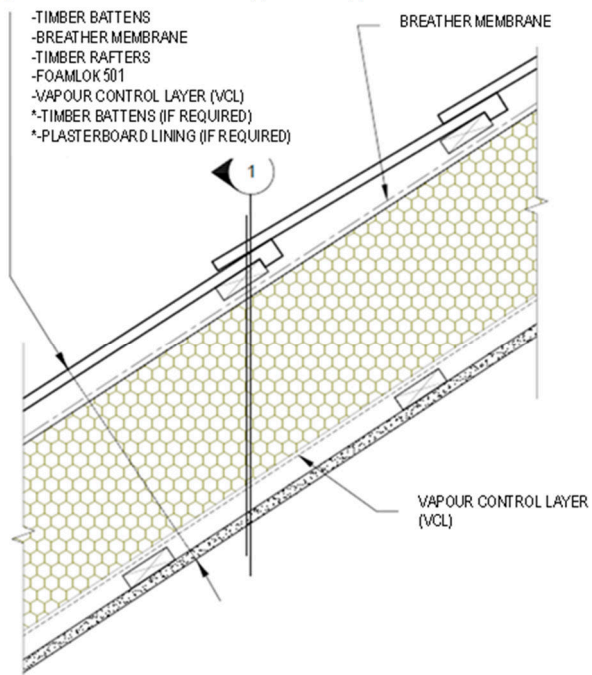 -TIMBER BATTENS
-BREATHER MEMBRANE
-TIMBER RAFTERS
-FOAMLOK 501
-VAPOUR CONTROL LAYER (VCL)
*-TIMBER BATTENS (IF REQUIRED)
*-PLASTERBOARD LINING (IF REQUIRED)
BREATHER MEMBRANE
1
VAPOUR CONTROL LAYER
(VCL)